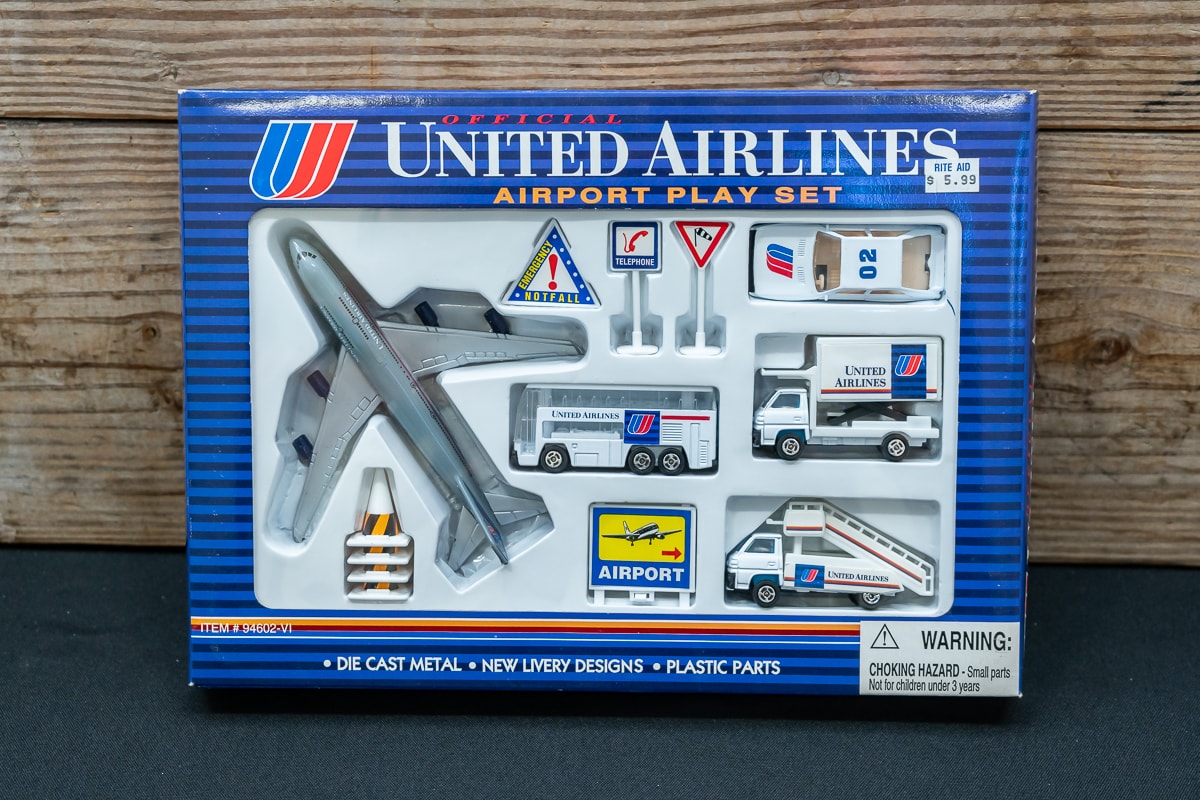 OFFICIAL
UNITED AIRLINES
AIRPORT PLAY SET
RITE AID
$ 5.99
EMERGENCY
NOTFALL
TELEPHONE
02
UNITED
AIRLINES
UNITED AIRLINES
AIRPORT
UNITED AIRLINES
ITEM # 94602-VI
• DIE CAST METAL • NEW LIVERY DESIGNS • PLASTIC PARTS
WARNING:
CHOKING HAZARD - Small parts
Not for children under 3 years